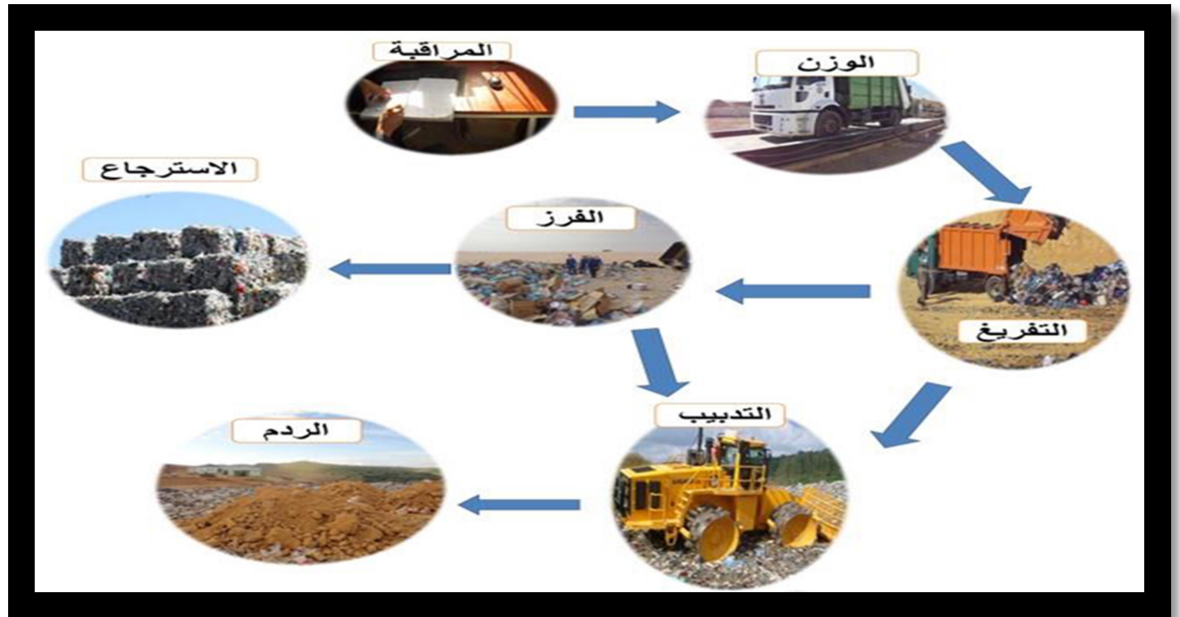 المراقبة
الوزن
التفريغ
الفرز
الاسترجاع
التدبيب
الردم